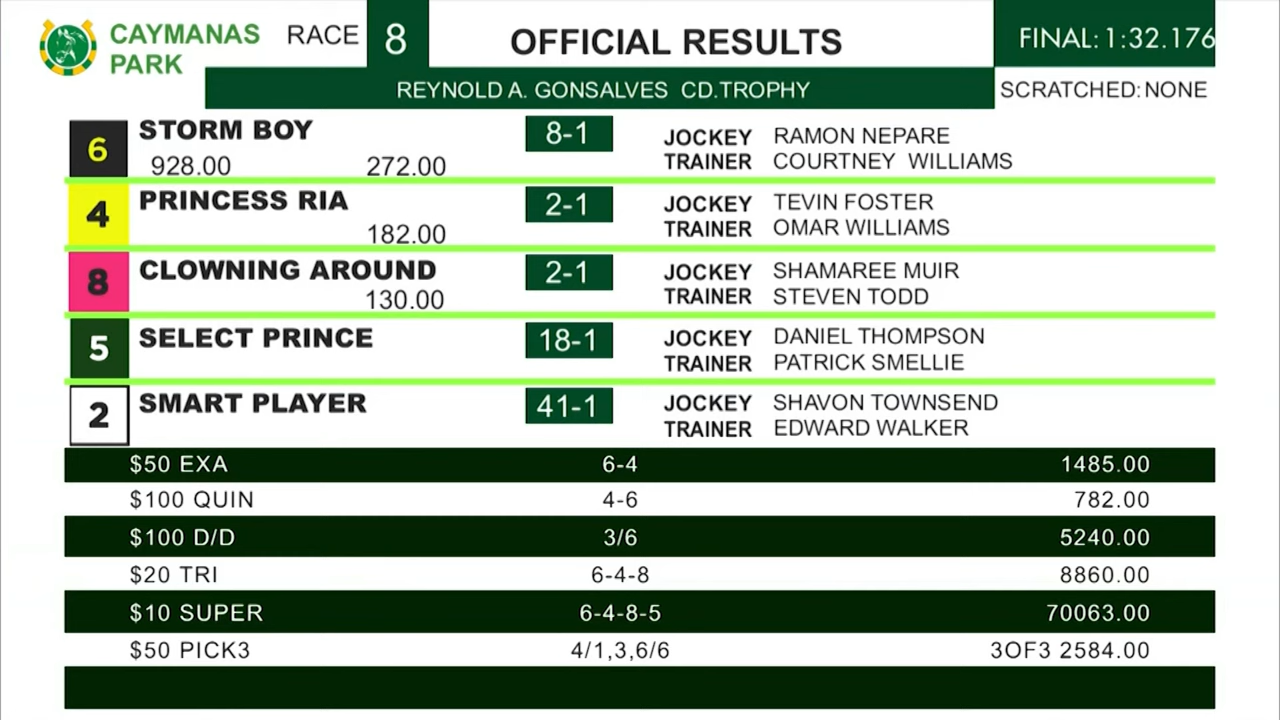 CAYMANAS PARK RACE 8 OFFICIAL RESULTS FINAL: 1:32.176
REYNOLD A. GONSALVES CD.TROPHY SCRATCHED: NONE
6 STORM BOY 8-1 JOCKEY RAMON NEPARE
928.00 272.00 TRAINER COURTNEY WILLIAMS
4 PRINCESS RIA 2-1 JOCKEY TEVIN FOSTER
182.00 TRAINER OMAR WILLIAMS
8 CLOWNING AROUND 2-1 JOCKEY SHAMAREE MUIR
130.00 TRAINER STEVEN TODD
5 SELECT PRINCE 18-1 JOCKEY DANIEL THOMPSON
TRAINER PATRICK SMELLIE
2 SMART PLAYER 41-1 JOCKEY SHAVON TOWNSEND
TRAINER EDWARD WALKER
$50 EXA 6-4 1485.00
$100 QUIN 4-6 782.00
$100 D/D 3/6 5240.00
$20 TRI 6-4-8 8860.00
$10 SUPER 6-4-8-5 70063.00
$50 PICK3 4/1,3,6/6 3OF3 2584.00